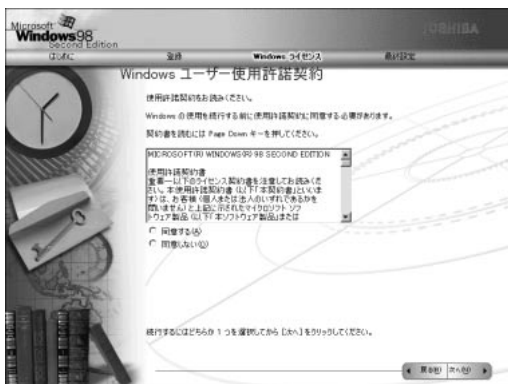 Microsoft
Windows98
Second Edition
TOSHIBA
はじめに 登録 Windows ライセンス 最終設定
Windows ユーザー使用許諾契約
使用許諾契約をお読みください。
Windows の使用を続行する前に使用許諾契約に同意する必要があります。
契約書を読むには Page Down キーを押してください。
MICROSOFT(R) WINDOWS(R) 98 SECOND EDITION
使用許諾契約書
重要－以下のライセンス契約書を注意してお読みくだ
さい。本使用許諾契約書（以下「本契約書」といいま
す）は、お客様（個人または法人のいずれであるかを
問いません）と上記に示されたマイクロソフト ソフ
トウェア製品（以下「本ソフトウェア製品」または
同意する(A)
同意しない(D)
続行するにはどちらか 1 つを選択してから [次へ] をクリックしてください。
戻る(B) 次へ(N)